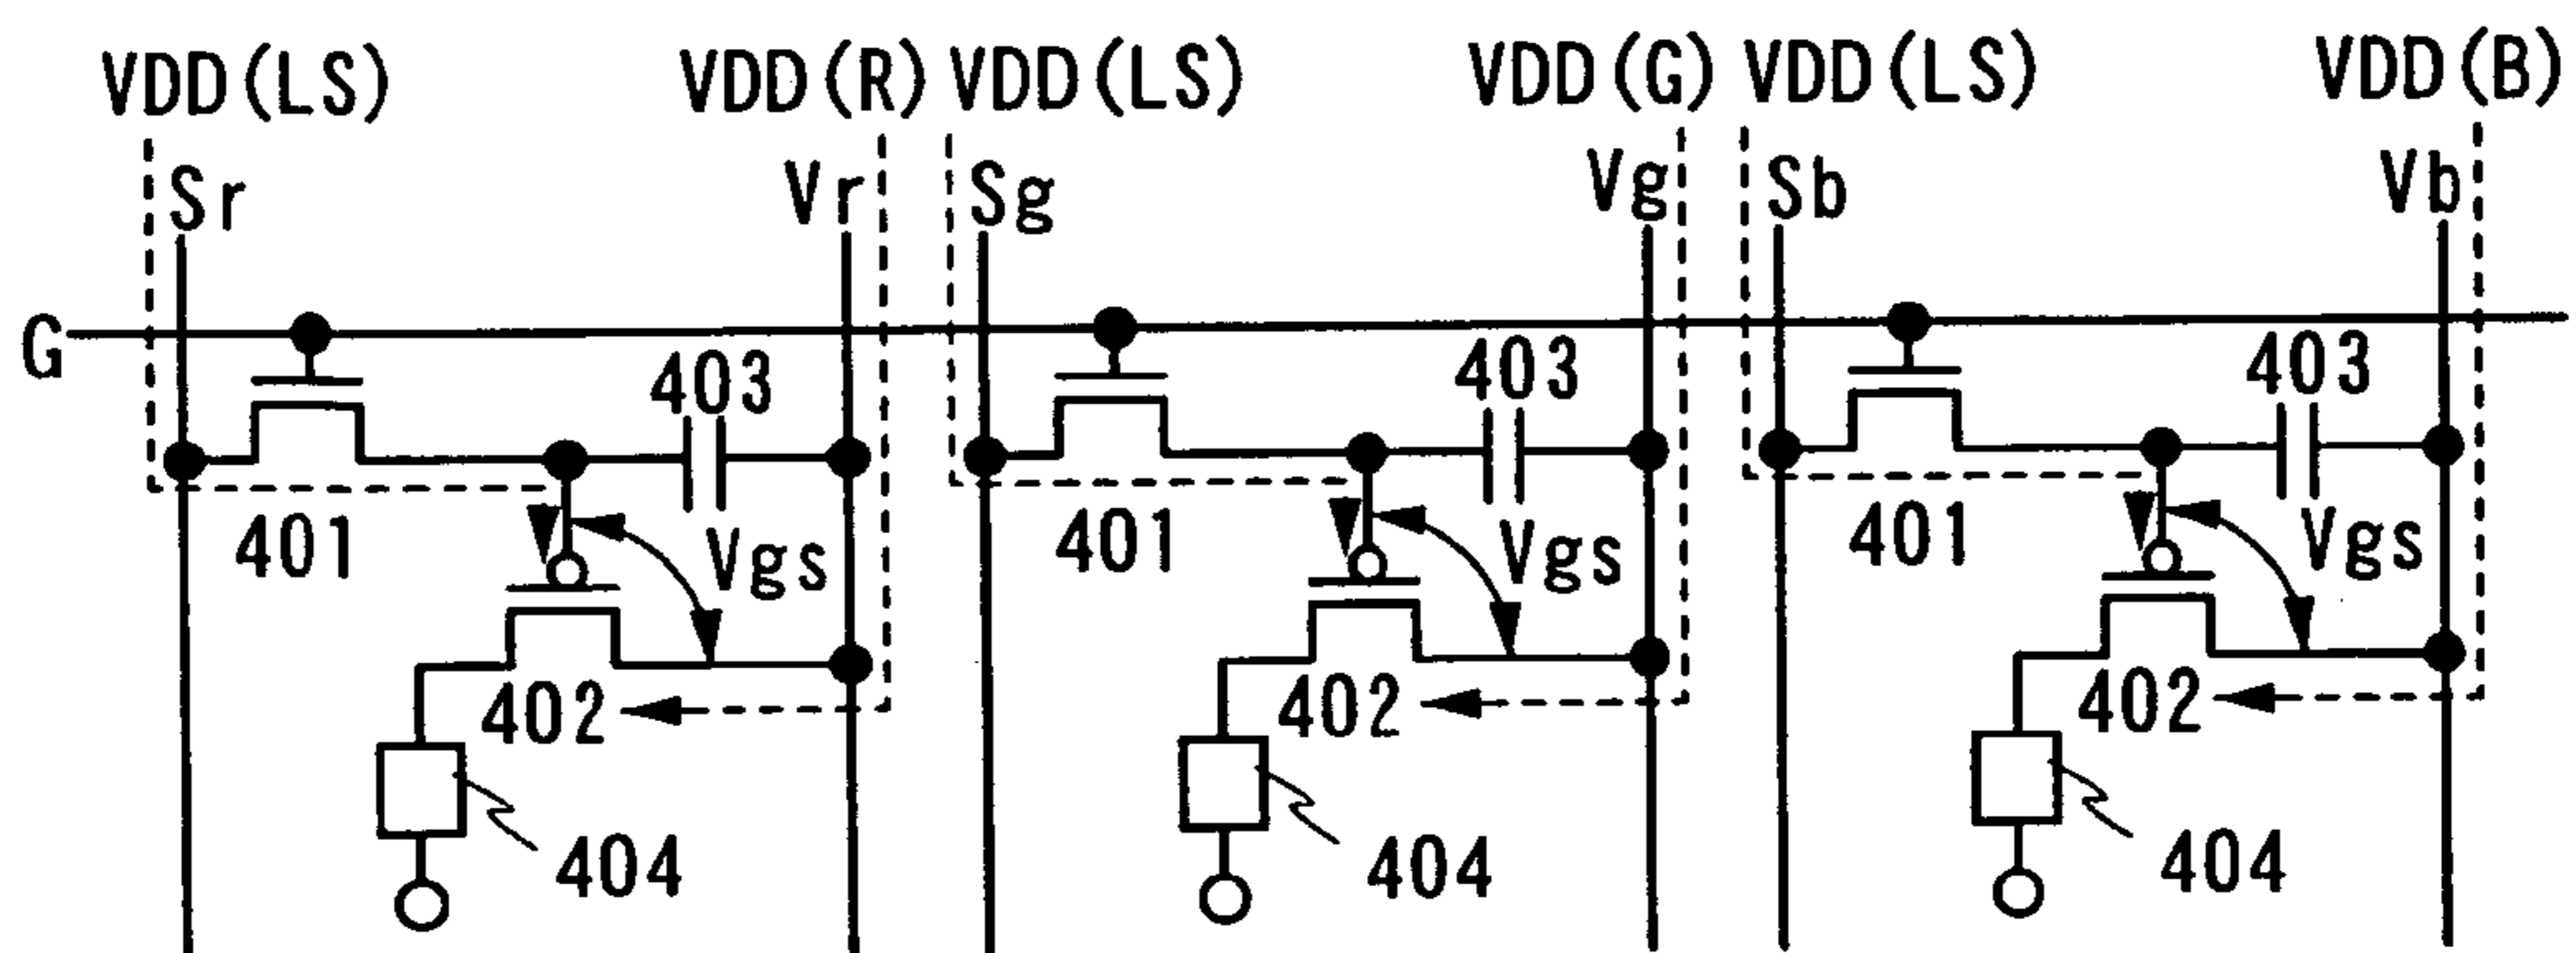 VDD(LS) VDD(R) VDD(LS) VDD(G) VDD(LS) VDD(B)
Sr Vr Sg Vg Sb Vb
G
403 403 403
401 Vgs 401 Vgs 401 Vgs
402 402 402
404 404 404